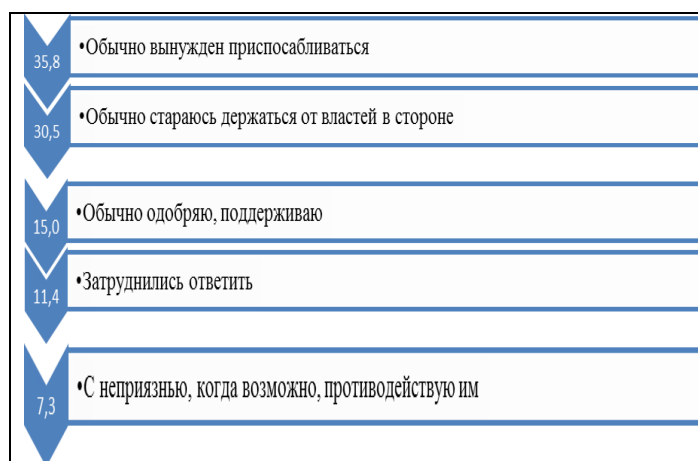 35,8 •Обычно вынужден приспосабливаться
30,5 •Обычно стараюсь держаться от властей в стороне
15,0 •Обычно одобряю, поддерживаю
11,4 •Затруднились ответить
7,3 •С неприязнью, когда возможно, противодействую им